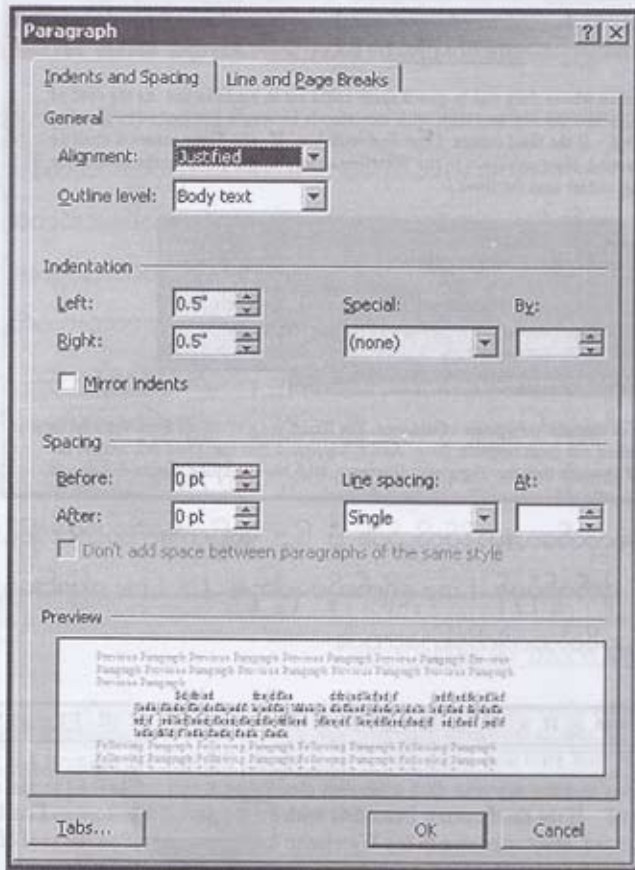 Paragraph
Indents and Spacing Line and Page Breaks
General
Alignment: Justified
Outline level: Body text
Indentation
Left: 0.5" Special: By:
Right: 0.5" (none)
Mirror indents
Spacing
Before: 0 pt Line spacing: At:
After: 0 pt Single
Don't add space between paragraphs of the same style
Preview
Previous Paragraph Previous Paragraph Previous Paragraph Previous Paragraph Previous
Paragraph Previous Paragraph Previous Paragraph Previous Paragraph Previous Paragraph
Previous Paragraph
Following Paragraph Following Paragraph Following Paragraph Following Paragraph
Following Paragraph Following Paragraph Following Paragraph Following Paragraph
Tabs... OK Cancel